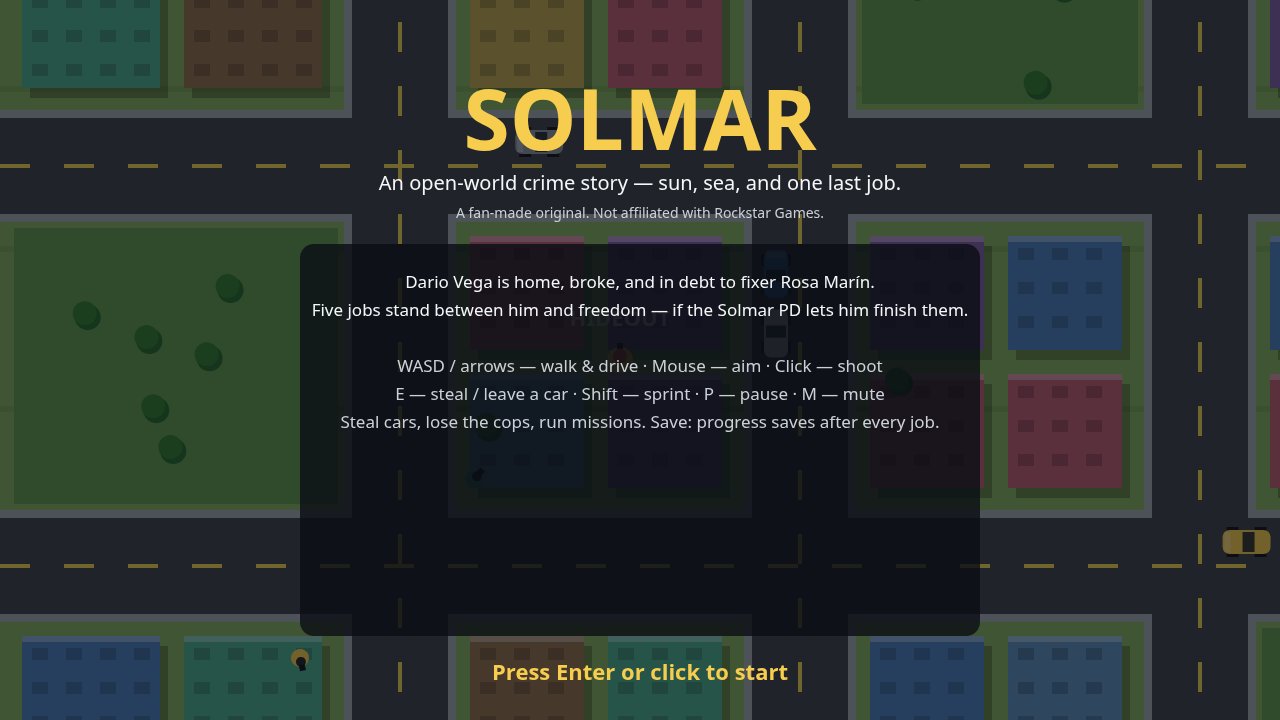 SOLMAR
An open-world crime story — sun, sea, and one last job.
A fan-made original. Not affiliated with Rockstar Games.
Dario Vega is home, broke, and in debt to fixer Rosa Marín.
Five jobs stand between him and freedom — if the Solmar PD lets him finish them.
HIDEOUT
WASD / arrows — walk & drive · Mouse — aim · Click — shoot
E — steal / leave a car · Shift — sprint · P — pause · M — mute
Steal cars, lose the cops, run missions. Save: progress saves after every job.
Press Enter or click to start